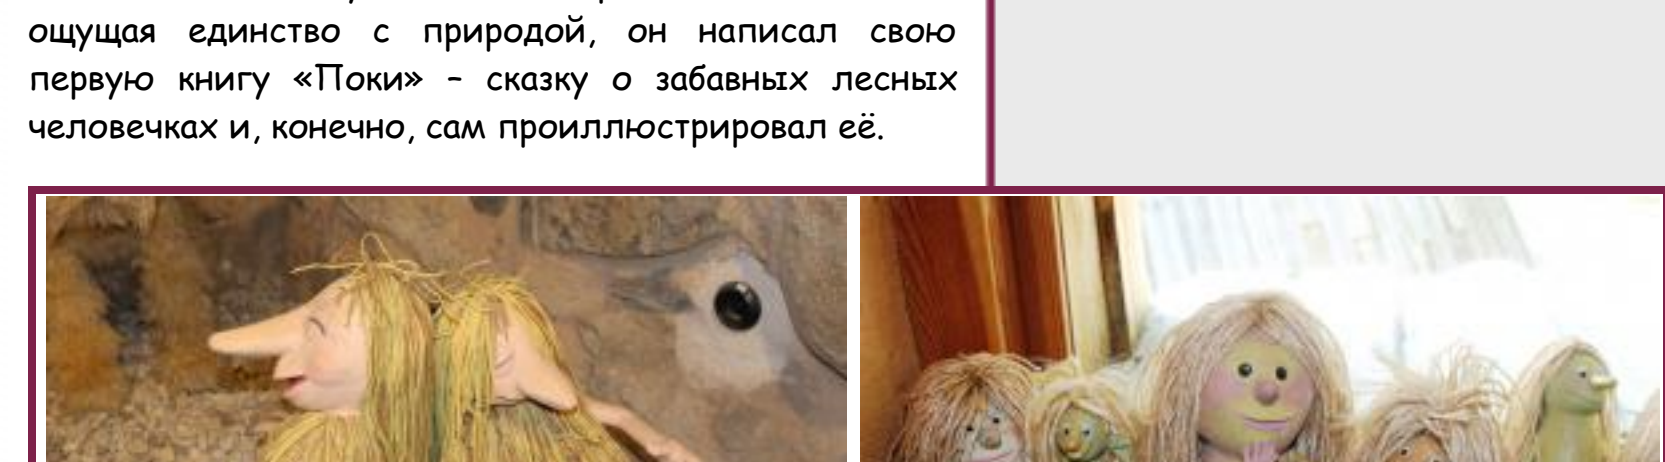 ощущая единство с природой, он написал свою
первую книгу «Поки» – сказку о забавных лесных
человечках и, конечно, сам проиллюстрировал её.